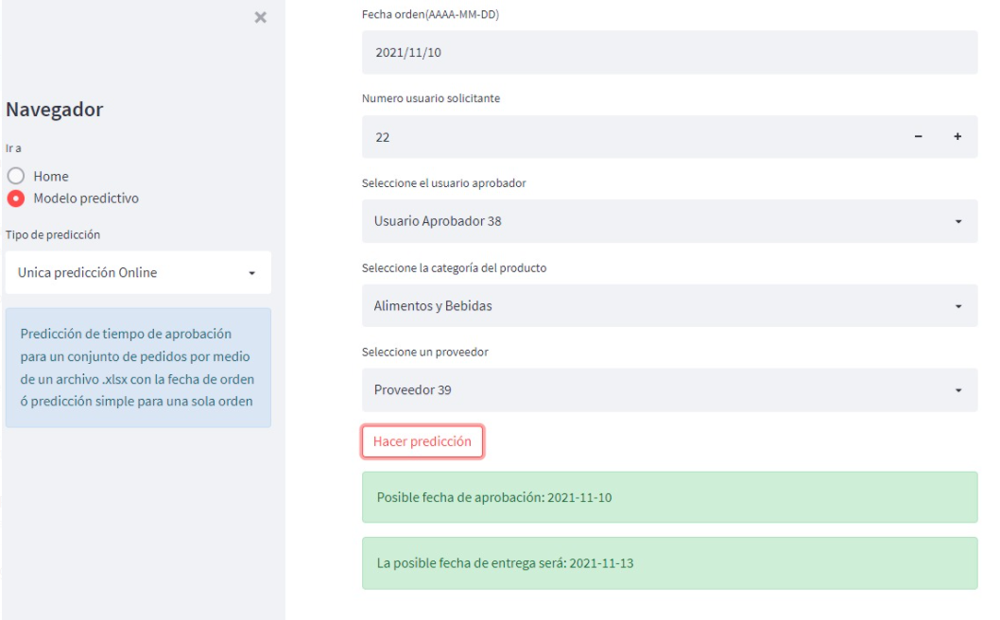 Navegador
Ir a
Home
Modelo predictivo
Tipo de predicción
Unica predicción Online
Predicción de tiempo de aprobación
para un conjunto de pedidos por medio
de un archivo .xlsx con la fecha de orden
ó predicción simple para una sola orden
Fecha orden(AAAA-MM-DD)
2021/11/10
Numero usuario solicitante
22
Seleccione el usuario aprobador
Usuario Aprobador 38
Seleccione la categoría del producto
Alimentos y Bebidas
Seleccione un proveedor
Proveedor 39
Hacer predicción
Posible fecha de aprobación: 2021-11-10
La posible fecha de entrega será: 2021-11-13